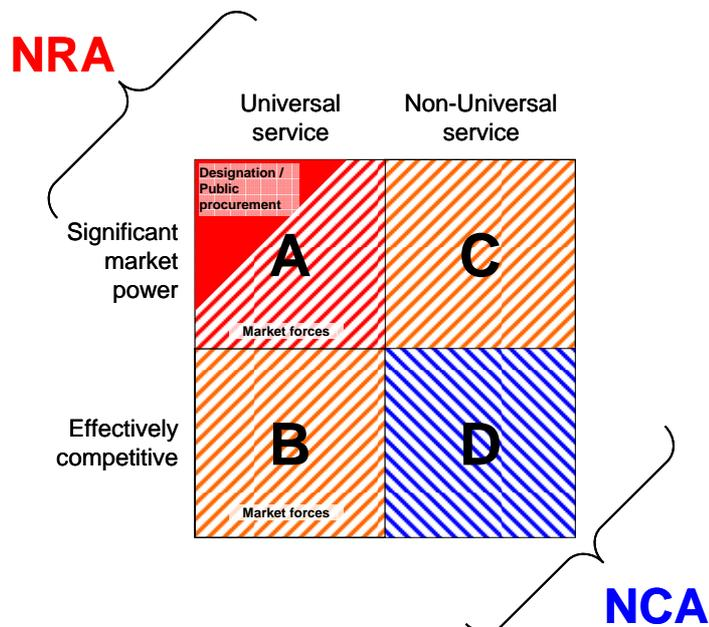 NRA
Universal
service
Non-Universal
service
Designation /
Public
procurement
Significant
market
power
A
C
Market forces
Effectively
competitive
B
D
Market forces
NCA